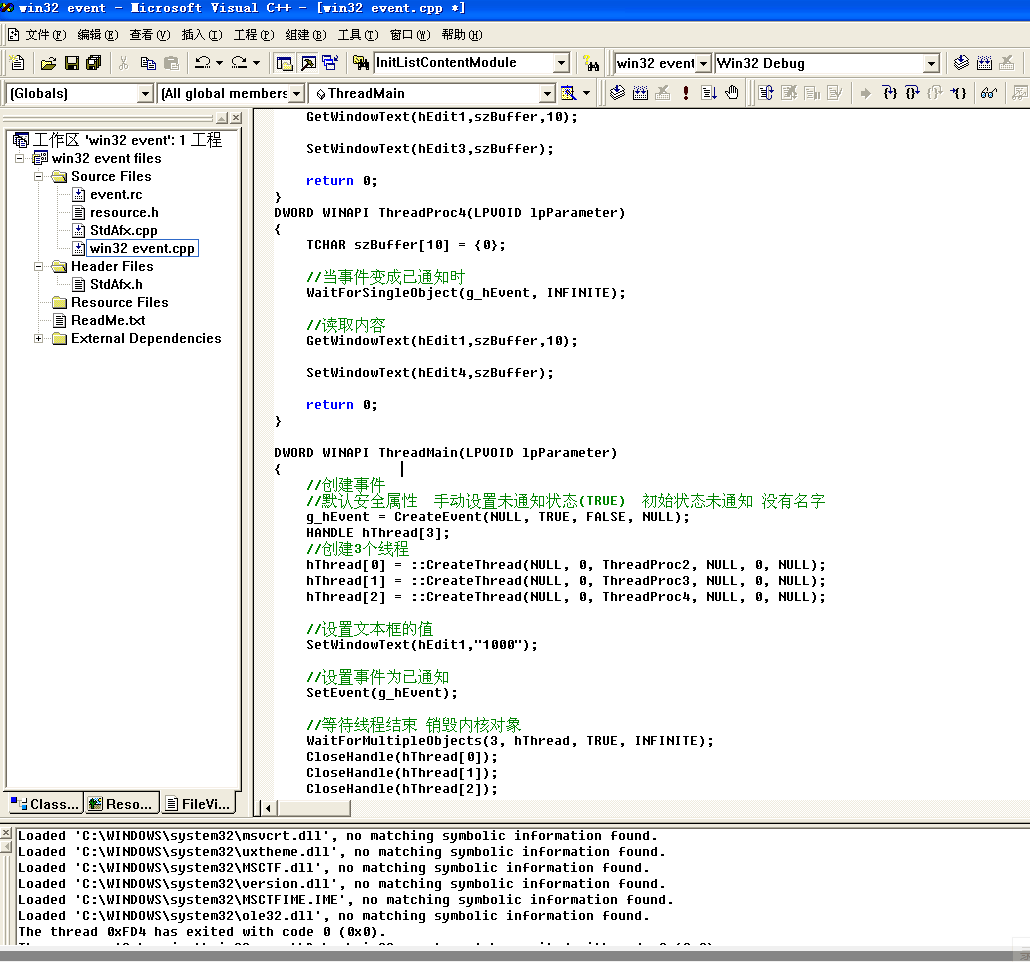 win32 event - Microsoft Visual C++ - [win32 event.cpp *]
文件(F) 编辑(E) 查看(V) 插入(I) 工程(P) 组建(B) 工具(T) 窗口(W) 帮助(H)
InitListContentModule win32 event Win32 Debug
(Globals) (All global members ThreadMain
工作区 'win32 event': 1 工程
win32 event files
Source Files
event.rc
resource.h
StdAfx.cpp
win32 event.cpp
Header Files
StdAfx.h
Resource Files
ReadMe.txt
External Dependencies
Class... Reso... FileVi...
GetWindowText(hEdit1,szBuffer,10);
SetWindowText(hEdit3,szBuffer);
return 0;
}
DWORD WINAPI ThreadProc4(LPVOID lpParameter)
{
TCHAR szBuffer[10] = {0};
//当事件变成已通知时
WaitForSingleObject(g_hEvent, INFINITE);
//读取内容
GetWindowText(hEdit1,szBuffer,10);
SetWindowText(hEdit4,szBuffer);
return 0;
}
DWORD WINAPI ThreadMain(LPVOID lpParameter)
{
//创建事件
//默认安全属性 手动设置未通知状态(TRUE) 初始状态未通知 没有名字
g_hEvent = CreateEvent(NULL, TRUE, FALSE, NULL);
HANDLE hThread[3];
//创建3个线程
hThread[0] = ::CreateThread(NULL, 0, ThreadProc2, NULL, 0, NULL);
hThread[1] = ::CreateThread(NULL, 0, ThreadProc3, NULL, 0, NULL);
hThread[2] = ::CreateThread(NULL, 0, ThreadProc4, NULL, 0, NULL);
//设置文本框的值
SetWindowText(hEdit1,"1000");
//设置事件为已通知
SetEvent(g_hEvent);
//等待线程结束 销毁内核对象
WaitForMultipleObjects(3, hThread, TRUE, INFINITE);
CloseHandle(hThread[0]);
CloseHandle(hThread[1]);
CloseHandle(hThread[2]);
Loaded 'C:\WINDOWS\system32\msvcrt.dll', no matching symbolic information found.
Loaded 'C:\WINDOWS\system32\uxtheme.dll', no matching symbolic information found.
Loaded 'C:\WINDOWS\system32\MSCTF.dll', no matching symbolic information found.
Loaded 'C:\WINDOWS\system32\version.dll', no matching symbolic information found.
Loaded 'C:\WINDOWS\system32\MSCTFIME.IME', no matching symbolic information found.
Loaded 'C:\WINDOWS\system32\ole32.dll', no matching symbolic information found.
The thread 0xFD4 has exited with code 0 (0x0).